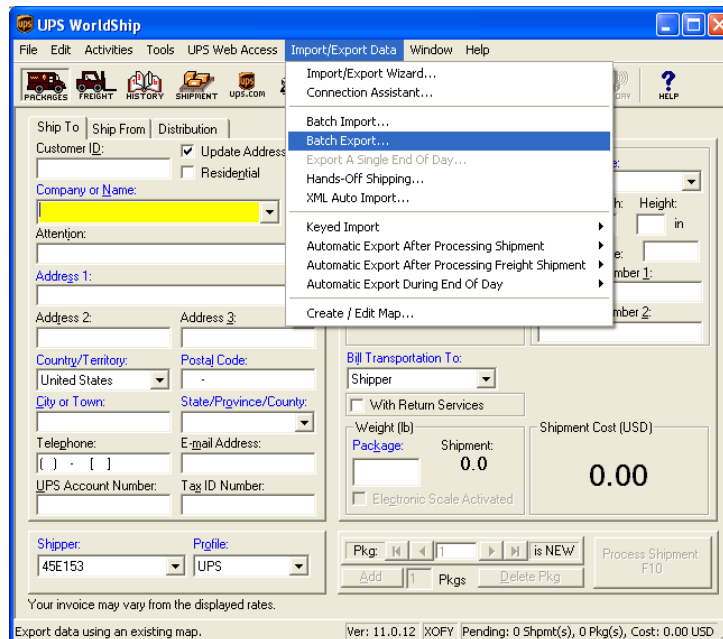 UPS WorldShip
File Edit Activities Tools UPS Web Access Import/Export Data Window Help
PACKAGES FREIGHT HISTORY SHIPMENT ups.com HELP
Import/Export Wizard...
Connection Assistant...
Batch Import...
Batch Export...
Export A Single End Of Day...
Hands-Off Shipping...
XML Auto Import...
Keyed Import
Automatic Export After Processing Shipment
Automatic Export After Processing Freight Shipment
Automatic Export During End Of Day
Create / Edit Map...
Ship To Ship From Distribution
Customer ID:
Update Address
Residential
Company or Name:
Height:
in
Attention:
Address 1:
1:
Address 2: Address 3:
2:
Country/Territory: Postal Code:
United States -
City or Town: State/Province/County:
Telephone: E-mail Address:
( ) - [ ]
UPS Account Number: Tax ID Number:
Bill Transportation To:
Shipper
With Return Services
Weight (lb)
Package: Shipment:
0.0
Electronic Scale Activated
Shipment Cost (USD)
0.00
Shipper: Profile:
45E153 UPS
Pkg: 1 is NEW
Add 1 Pkgs Delete Pkg
Process Shipment
F10
Your invoice may vary from the displayed rates.
Export data using an existing map. Ver: 11.0.12 XOFY Pending: 0 Shpmt(s), 0 Pkg(s), Cost: 0.00 USD